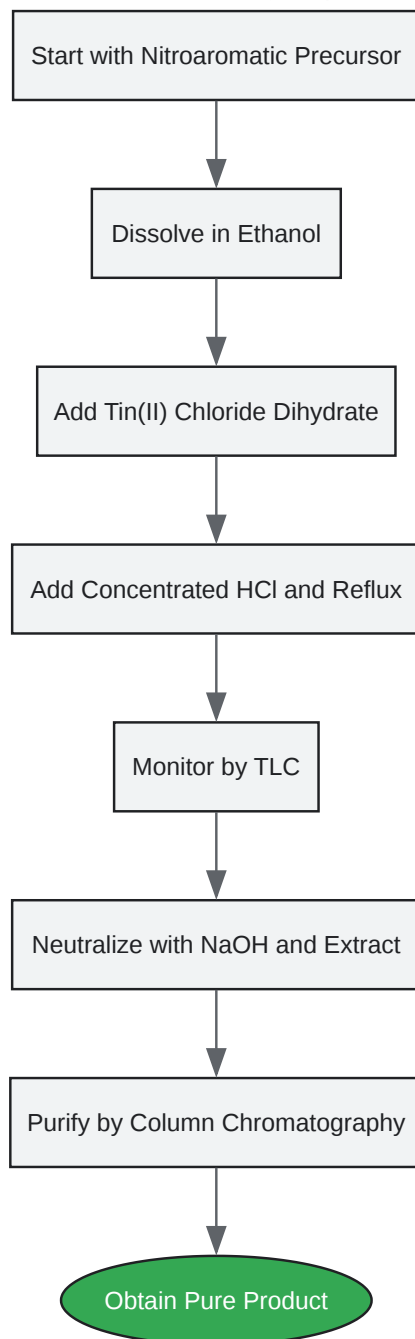 Start with Nitroaromatic Precursor
Dissolve in Ethanol
Add Tin(II) Chloride Dihydrate
Add Concentrated HCl and Reflux
Monitor by TLC
Neutralize with NaOH and Extract
Purify by Column Chromatography
Obtain Pure Product